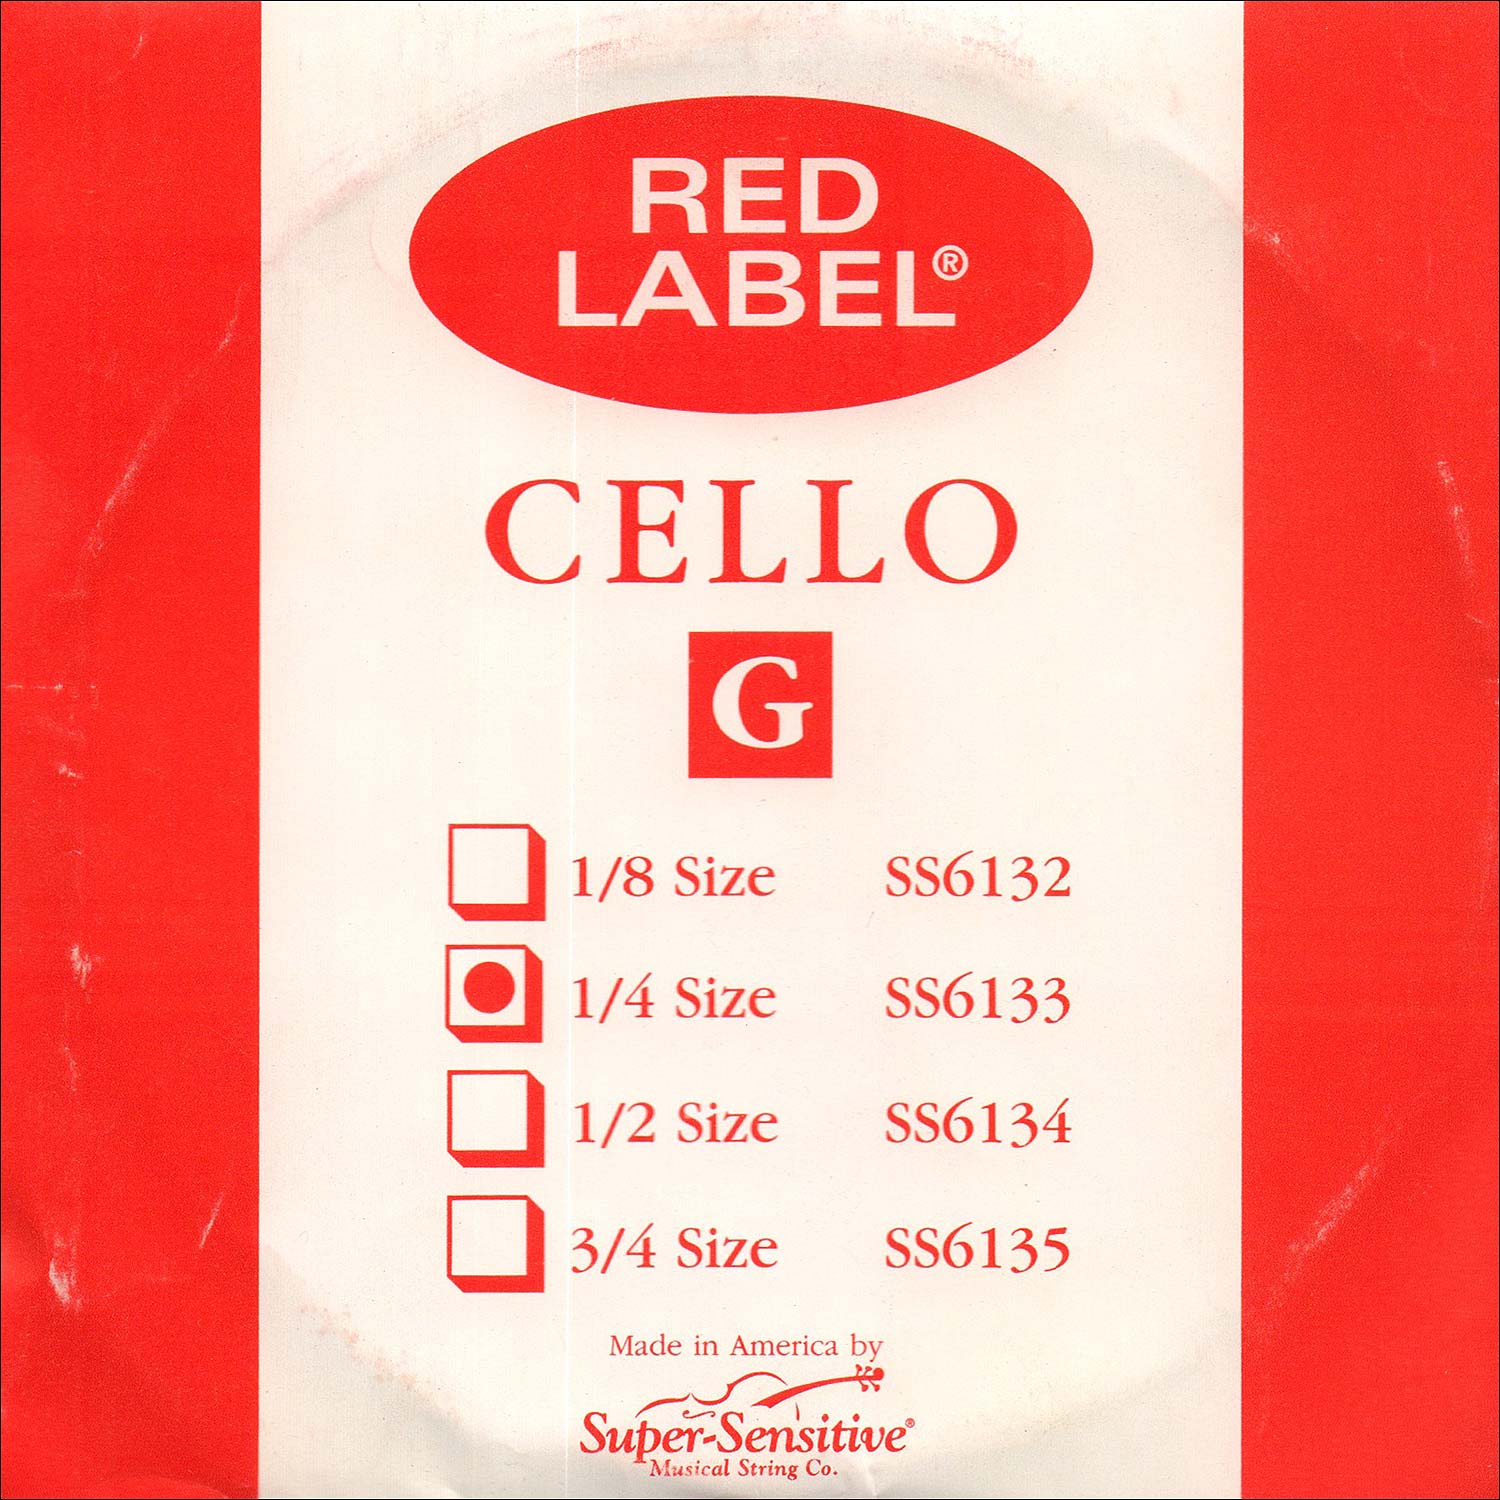 RED
LABEL®
CELLO
G
1/8 Size SS6132
1/4 Size SS6133
1/2 Size SS6134
3/4 Size SS6135
Made in America by
Super-Sensitive®
Musical String Co.